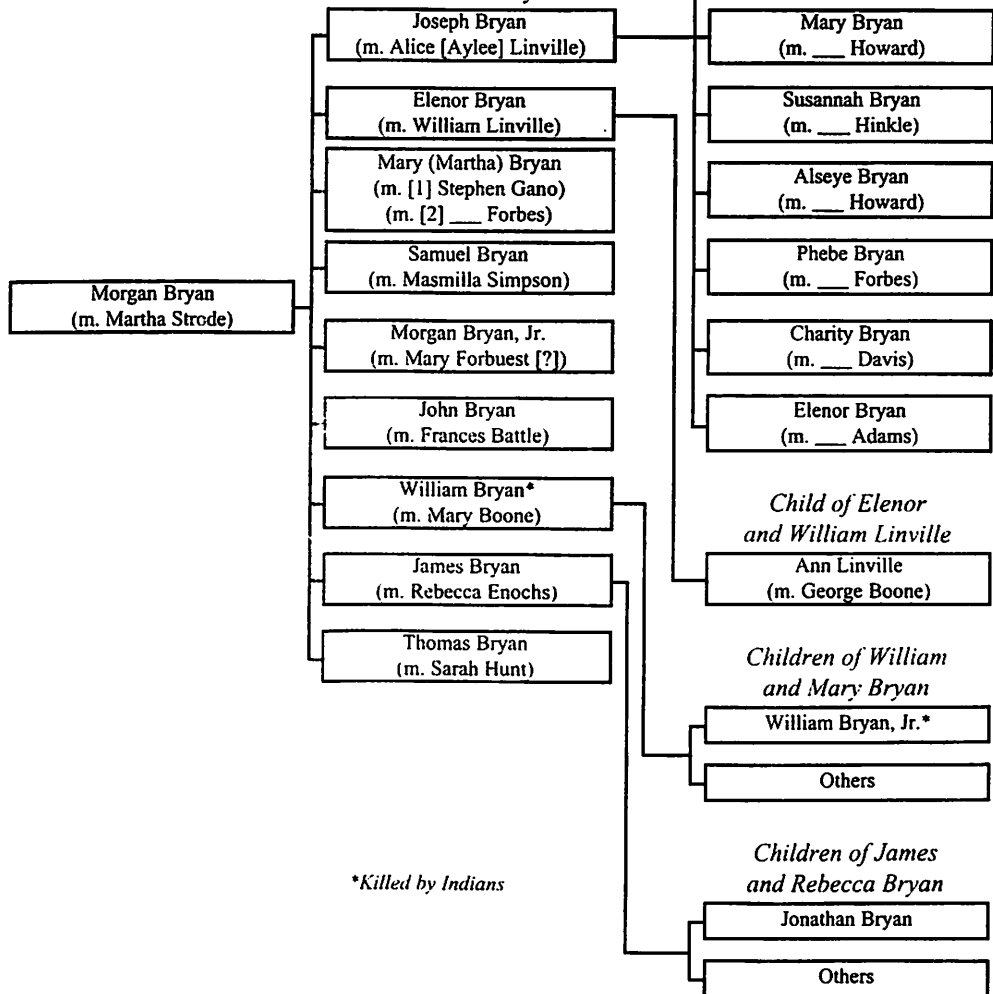 Joseph Bryan
(m. Alice [Aylee] Linville)
Elenor Bryan
(m. William Linville)
Mary (Martha) Bryan
(m. [1] Stephen Gano)
(m. [2] ___ Forbes)
Samuel Bryan
(m. Masmilla Simpson)
Morgan Bryan
(m. Martha Strode)
Morgan Bryan, Jr.
(m. Mary Forbuest [?])
John Bryan
(m. Frances Battle)
William Bryan*
(m. Mary Boone)
James Bryan
(m. Rebecca Enochs)
Thomas Bryan
(m. Sarah Hunt)
*Killed by Indians
Mary Bryan
(m. ___ Howard)
Susannah Bryan
(m. ___ Hinkle)
Alseye Bryan
(m. ___ Howard)
Phebe Bryan
(m. ___ Forbes)
Charity Bryan
(m. ___ Davis)
Elenor Bryan
(m. ___ Adams)
Child of Elenor
and William Linville
Ann Linville
(m. George Boone)
Children of William
and Mary Bryan
William Bryan, Jr.*
Others
Children of James
and Rebecca Bryan
Jonathan Bryan
Others